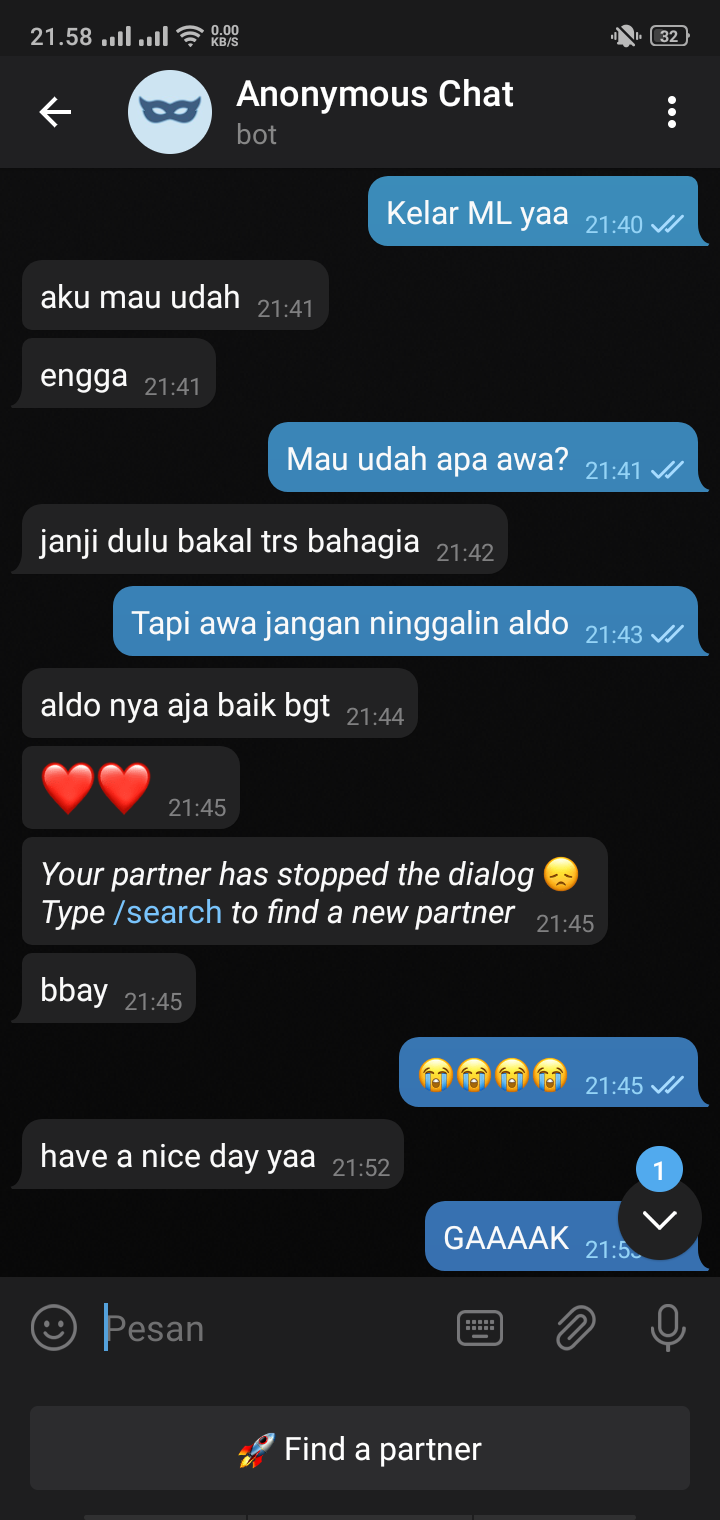 21.58 0.00 KB/S 32
Anonymous Chat
bot
Kelar ML yaa 21:40
aku mau udah 21:41
engga 21:41
Mau udah apa awa? 21:41
janji dulu bakal trs bahagia 21:42
Tapi awa jangan ninggalin aldo 21:43
aldo nya aja baik bgt 21:44
❤️❤️ 21:45
Your partner has stopped the dialog 😞
Type /search to find a new partner 21:45
bbay 21:45
😭😭😭😭 21:45
have a nice day yaa 21:52
1
GAAAAK
Pesan
🚀 Find a partner